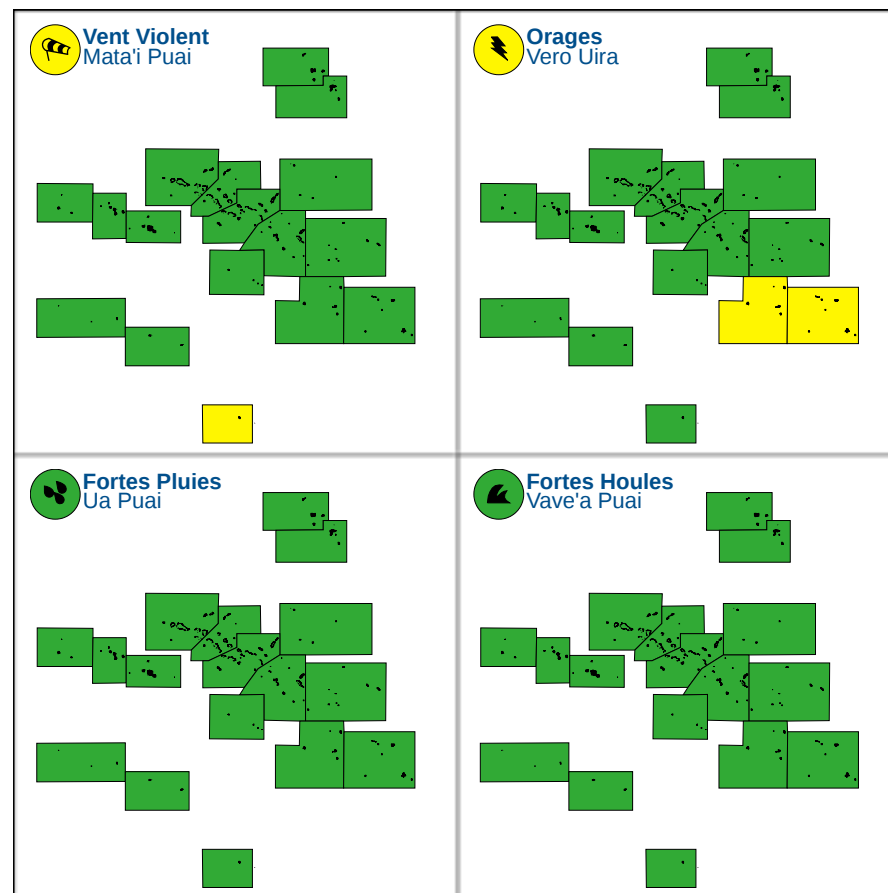 Vent Violent
Mata'i Puai
Orages
Vero Uira
Fortes Pluies
Ua Puai
Fortes Houles
Vave'a Puai